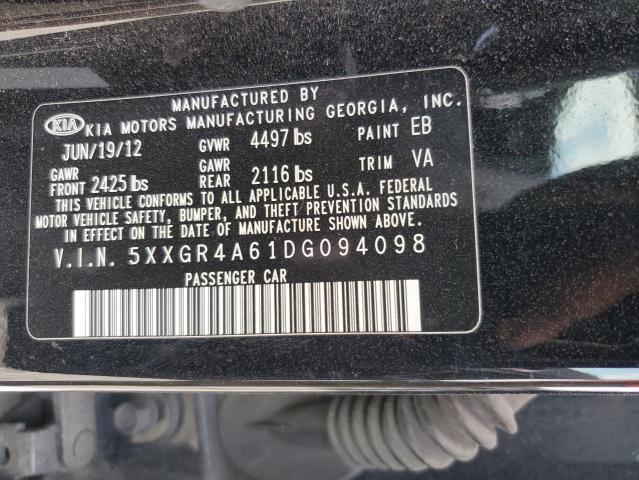 MANUFACTURED BY
KIA KIA MOTORS MANUFACTURING GEORGIA, INC.
JUN/19/12 GVWR 4497 lbs PAINT EB
GAWR FRONT 2425 lbs GAWR REAR 2116 lbs TRIM VA
THIS VEHICLE CONFORMS TO ALL APPLICABLE U.S.A. FEDERAL
MOTOR VEHICLE SAFETY, BUMPER, AND THEFT PREVENTION STANDARDS
IN EFFECT ON THE DATE OF MANUFACTURE SHOWN ABOVE.
V.I.N. 5XXGR4A61DG094098
PASSENGER CAR